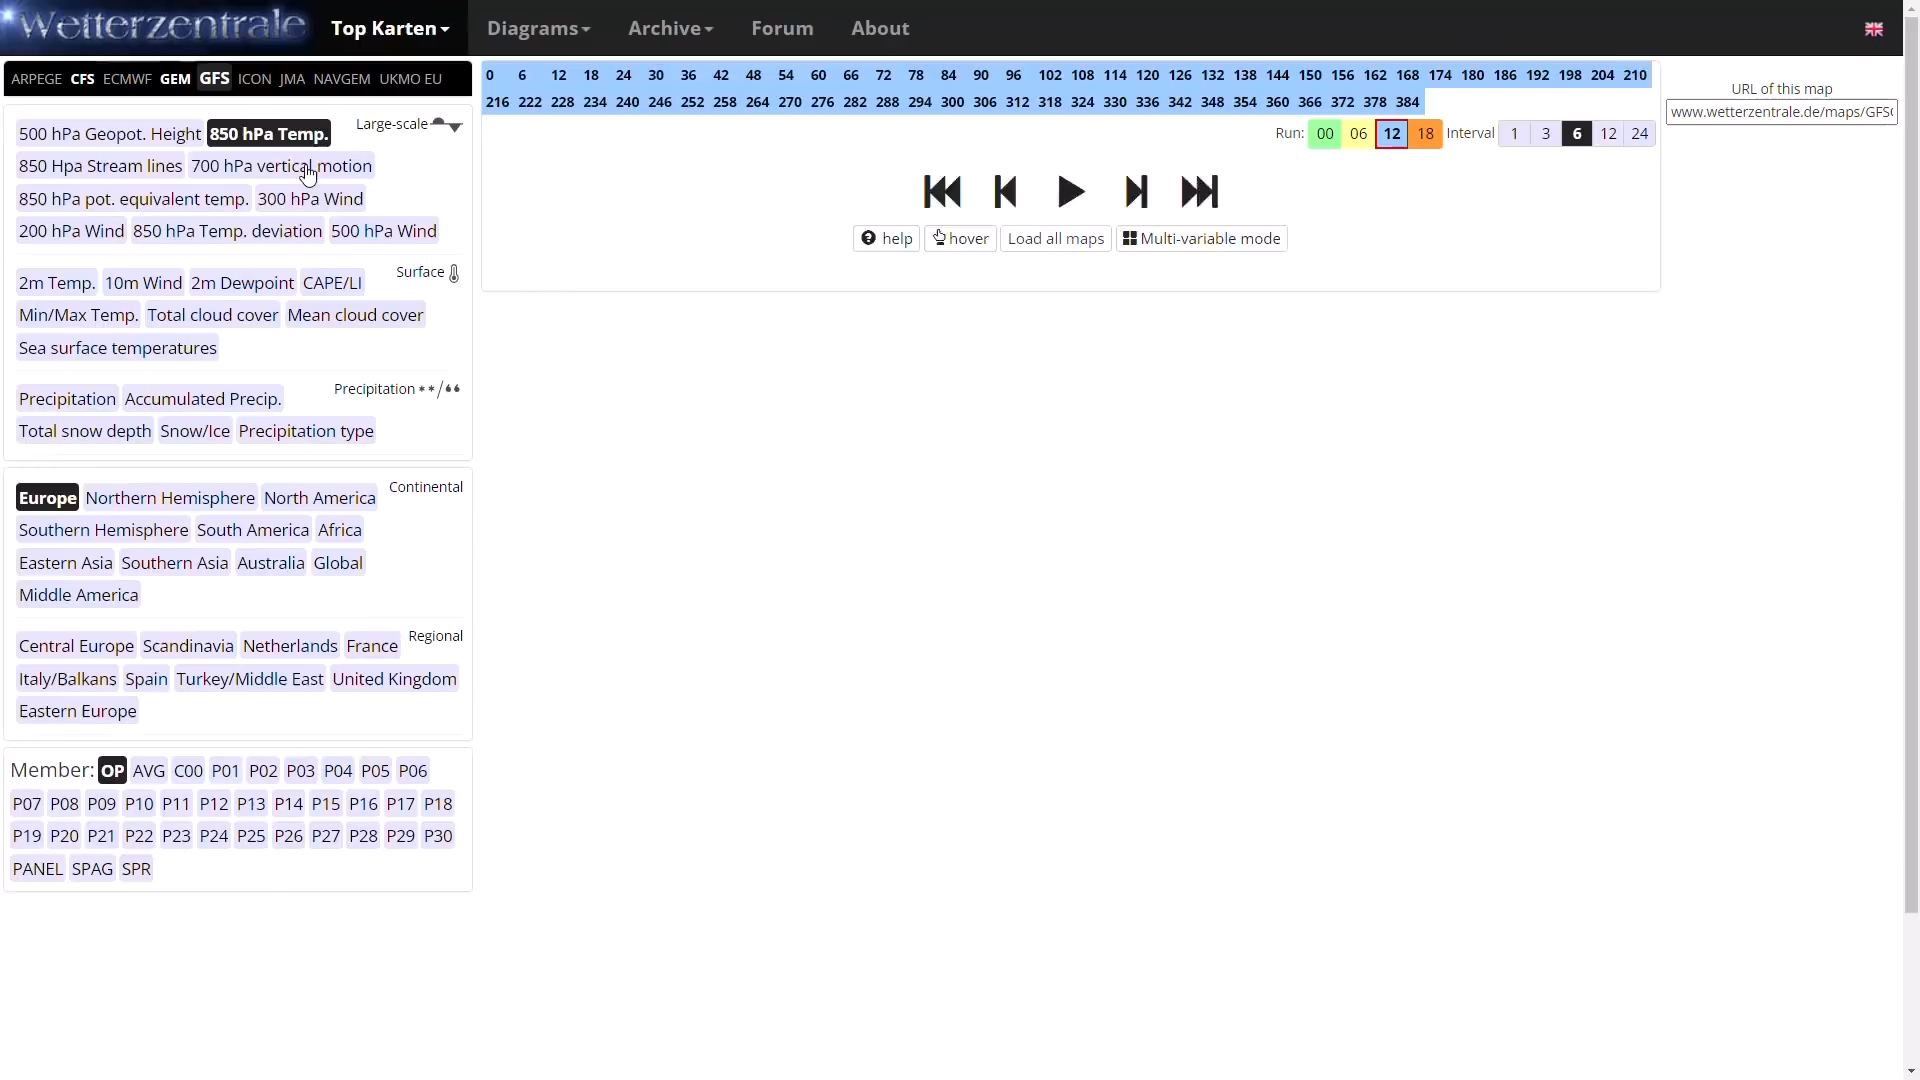 Wetterzentrale Top Karten Diagrams Archive Forum About
ARPEGE CFS ECMWF GEM GFS ICON JMA NAVGEM UKMO EU
Large-scale
500 hPa Geopot. Height 850 hPa Temp.
850 Hpa Stream lines 700 hPa vertical motion
850 hPa pot. equivalent temp. 300 hPa Wind
200 hPa Wind 850 hPa Temp. deviation 500 hPa Wind
Surface
2m Temp. 10m Wind 2m Dewpoint CAPE/LI
Min/Max Temp. Total cloud cover Mean cloud cover
Sea surface temperatures
Precipitation **/
Precipitation Accumulated Precip.
Total snow depth Snow/Ice Precipitation type
Continental
Europe Northern Hemisphere North America
Southern Hemisphere South America Africa
Eastern Asia Southern Asia Australia Global
Middle America
Regional
Central Europe Scandinavia Netherlands France
Italy/Balkans Spain Turkey/Middle East United Kingdom
Eastern Europe
Member: OP AVG C00 P01 P02 P03 P04 P05 P06
P07 P08 P09 P10 P11 P12 P13 P14 P15 P16 P17 P18
P19 P20 P21 P22 P23 P24 P25 P26 P27 P28 P29 P30
PANEL SPAG SPR
0 6 12 18 24 30 36 42 48 54 60 66 72 78 84 90 96 102 108 114 120 126 132 138 144 150 156 162 168 174 180 186 192 198 204 210
216 222 228 234 240 246 252 258 264 270 276 282 288 294 300 306 312 318 324 330 336 342 348 354 360 366 372 378 384
Run: 00 06 12 18 Interval 1 3 6 12 24
help hover Load all maps Multi-variable mode
URL of this map
www.wetterzentrale.de/maps/GFSO